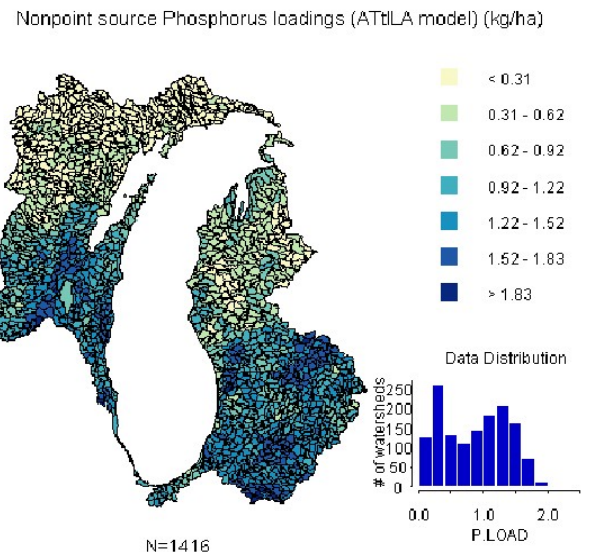 Nonpoint source Phosphorus loadings (ATtILA model) (kg/ha)
< 0.31
0.31 - 0.62
0.62 - 0.92
0.92 - 1.22
1.22 - 1.52
1.52 - 1.83
> 1.83
Data Distribution
# of watersheds
250
200
150
100
50
0
0.0 1.0 2.0
P.LOAD
N=1416